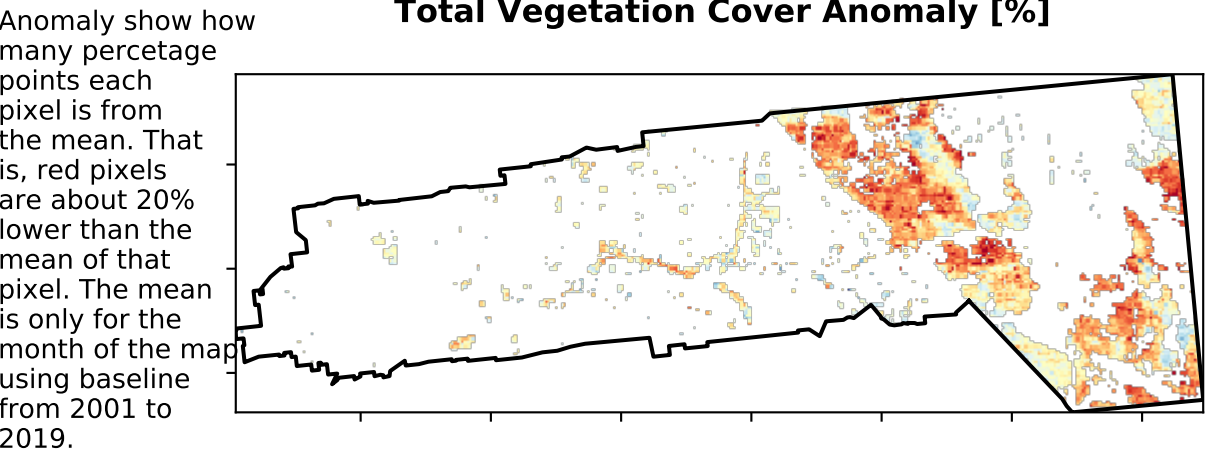 Total Vegetation Cover Anomaly [%]
Anomaly show how
many percetage
points each
pixel is from
the mean. That
is, red pixels
are about 20%
lower than the
mean of that
pixel. The mean
is only for the
month of the map
using baseline
from 2001 to
2019.